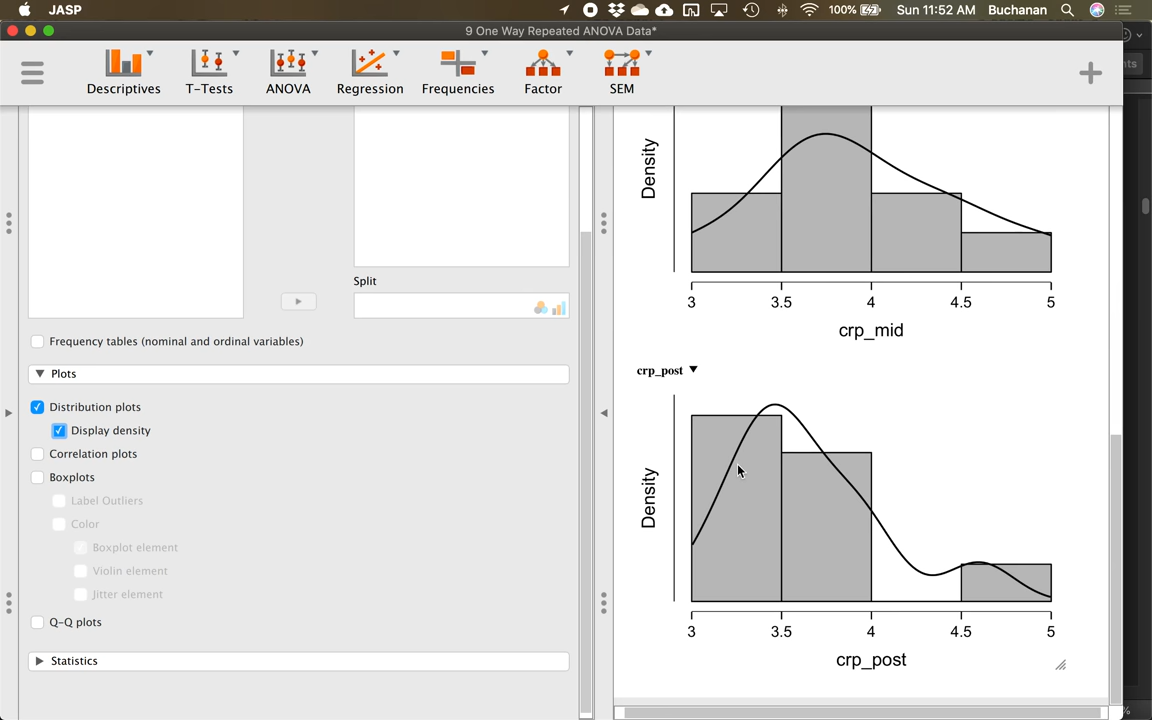 JASP
100%
Sun 11:52 AM
Buchanan
9 One Way Repeated ANOVA Data*
nts
Descriptives
T-Tests
ANOVA
Regression
Frequencies
Factor
SEM
Split
Frequency tables (nominal and ordinal variables)
Plots
Distribution plots
Display density
Correlation plots
Boxplots
Label Outliers
Color
Boxplot element
Violin element
Jitter element
Q-Q plots
Statistics
Density
3 3.5 4 4.5 5
crp_mid
crp_post
Density
3 3.5 4 4.5 5
crp_post
%